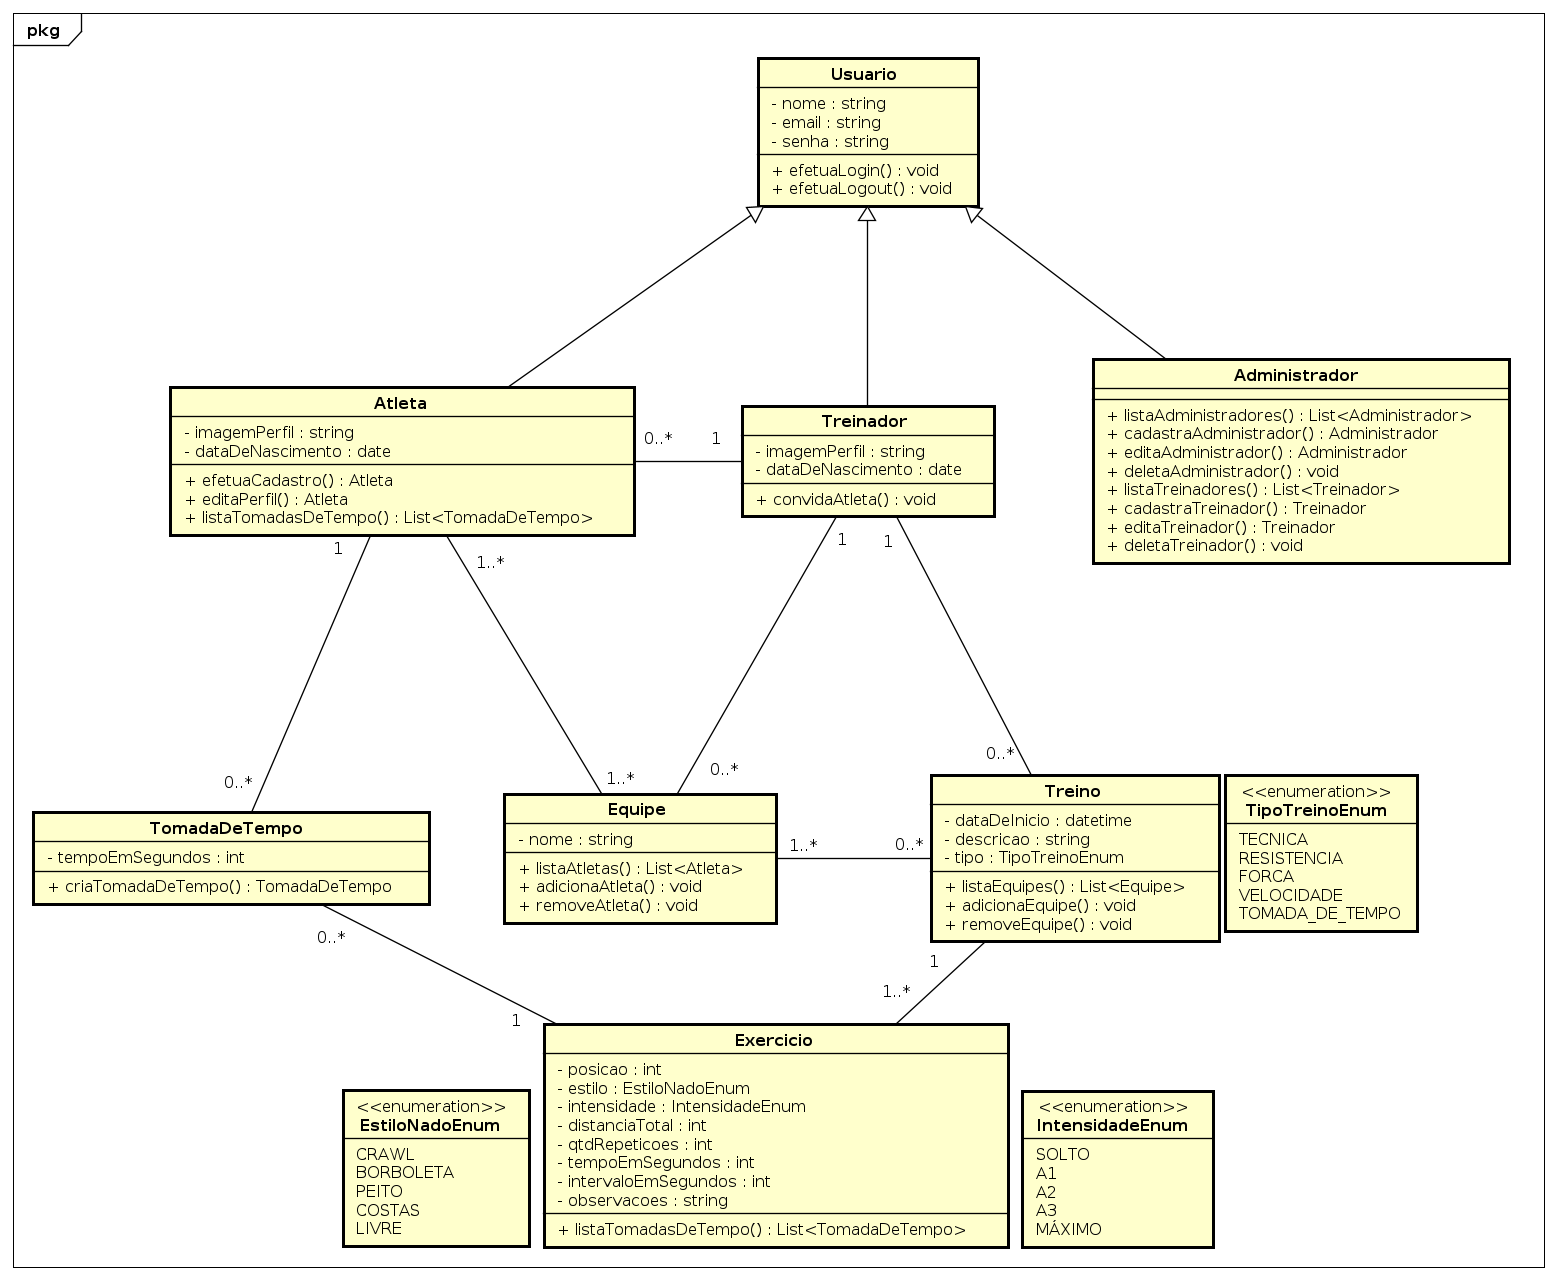 pkg
Usuario
- nome : string
- email : string
- senha : string
+ efetuaLogin() : void
+ efetuaLogout() : void
Atleta
- imagemPerfil : string
- dataDeNascimento : date
+ efetuaCadastro() : Atleta
+ editaPerfil() : Atleta
+ listaTomadasDeTempo() : List<TomadaDeTempo>
0..*
1
Treinador
- imagemPerfil : string
- dataDeNascimento : date
+ convidaAtleta() : void
Administrador
+ listaAdministradores() : List<Administrador>
+ cadastraAdministrador() : Administrador
+ editaAdministrador() : Administrador
+ deletaAdministrador() : void
+ listaTreinadores() : List<Treinador>
+ cadastraTreinador() : Treinador
+ editaTreinador() : Treinador
+ deletaTreinador() : void
1
1..*
1
1
0..*
1..*
0..*
0..*
TomadaDeTempo
- tempoEmSegundos : int
+ criaTomadaDeTempo() : TomadaDeTempo
Equipe
- nome : string
+ listaAtletas() : List<Atleta>
+ adicionaAtleta() : void
+ removeAtleta() : void
1..*
0..*
Treino
- dataDeInicio : datetime
- descricao : string
- tipo : TipoTreinoEnum
+ listaEquipes() : List<Equipe>
+ adicionaEquipe() : void
+ removeEquipe() : void
<<enumeration>>
TipoTreinoEnum
TECNICA
RESISTENCIA
FORCA
VELOCIDADE
TOMADA_DE_TEMPO
0..*
1
1
1..*
<<enumeration>>
EstiloNadoEnum
CRAWL
BORBOLETA
PEITO
COSTAS
LIVRE
Exercicio
- posicao : int
- estilo : EstiloNadoEnum
- intensidade : IntensidadeEnum
- distanciaTotal : int
- qtdRepeticoes : int
- tempoEmSegundos : int
- intervaloEmSegundos : int
- observacoes : string
+ listaTomadasDeTempo() : List<TomadaDeTempo>
<<enumeration>>
IntensidadeEnum
SOLTO
A1
A2
A3
MÁXIMO